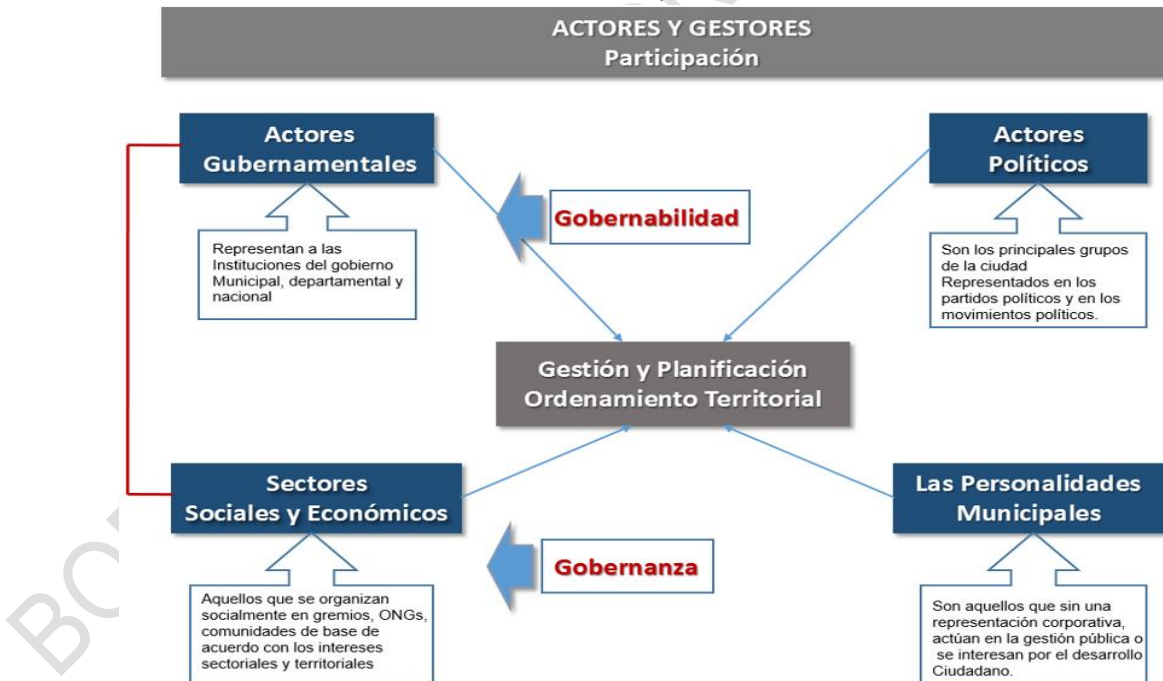 ACTORES Y GESTORES
Participación
Actores
Gubernamentales
Actores
Políticos
Gobernabilidad
Representan a las
Instituciones del gobierno
Municipal, departamental y
nacional
Son los principales grupos
de la ciudad
Representados en los
partidos políticos y en los
movimientos políticos.
Gestión y Planificación
Ordenamiento Territorial
Sectores
Sociales y Económicos
Las Personalidades
Municipales
Gobernanza
Aquellos que se organizan
socialmente en gremios, ONGs,
comunidades de base de
acuerdo con los intereses
sectoriales y territoriales
Son aquellos que sin una
representación corporativa,
actúan en la gestión pública o
se interesan por el desarrollo
Ciudadano.